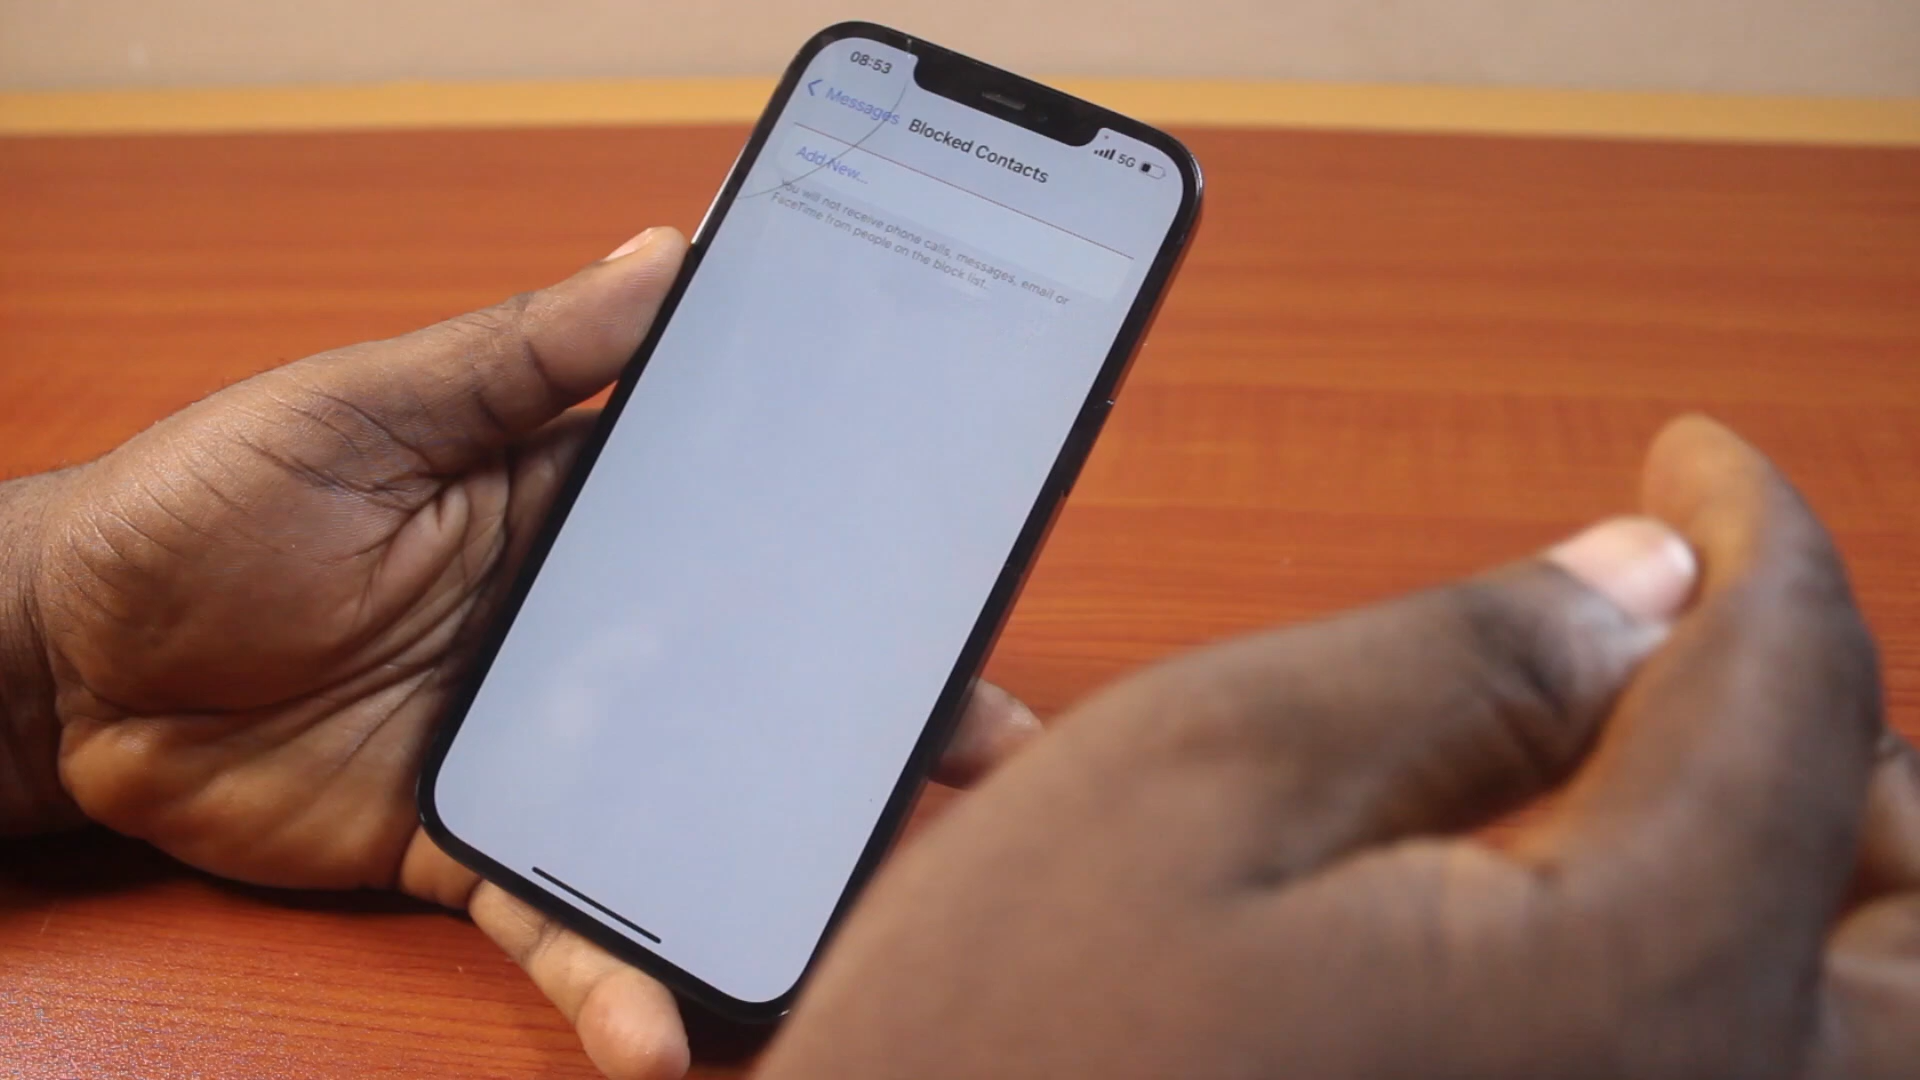 08:53
5G
Messages
Blocked Contacts
Add New...
You will not receive phone calls, messages, email or
FaceTime from people on the block list.